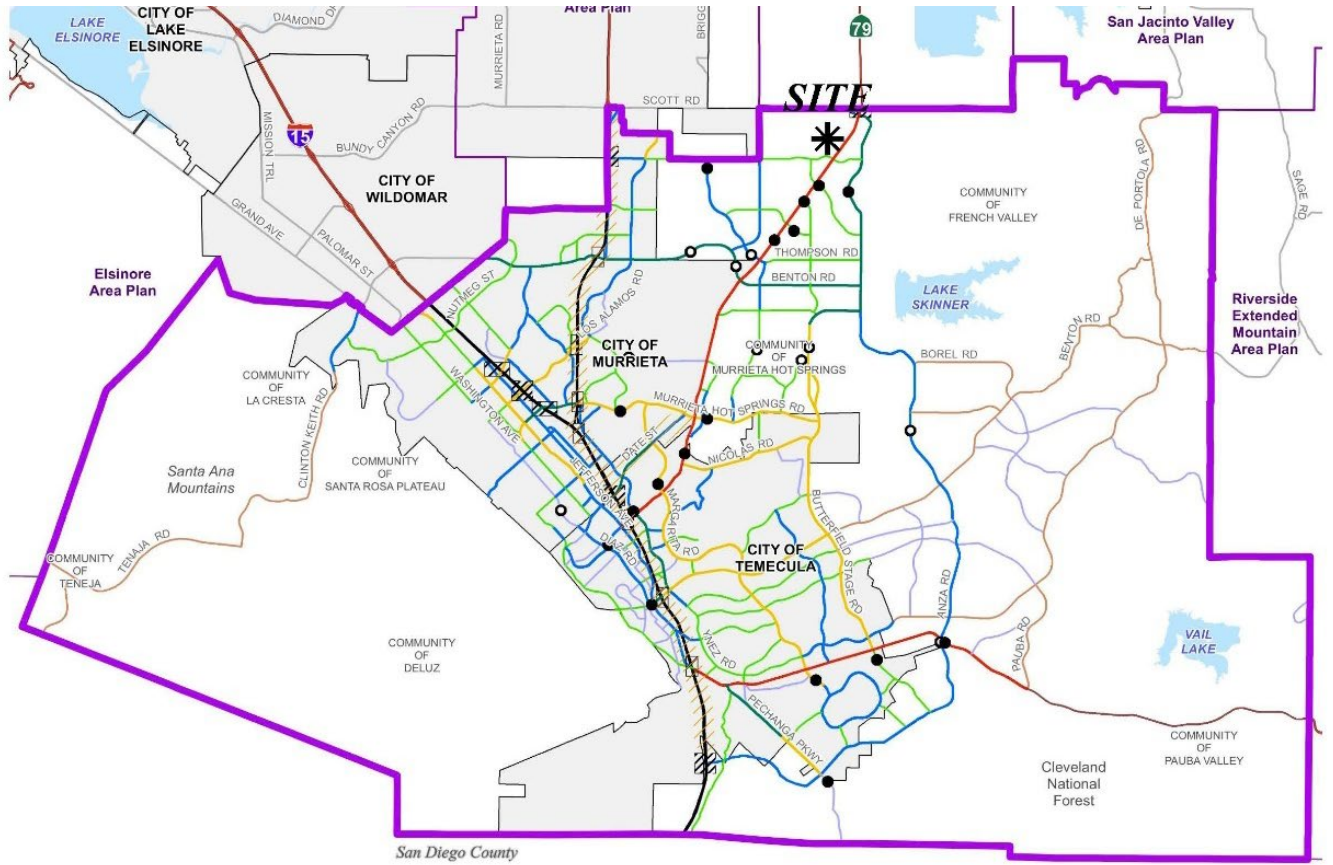 Area Plan
CITY OF
LAKE
ELSINORE
LAKE
ELSINORE
MURRIETA RD
79
San Jacinto Valley
Area Plan
SITE
SCOTT RD
BUNDY CANYON RD
MISSION TRL
15
CITY OF
WILDOMAR
GRAND AVE
PALOMAR ST
COMMUNITY
OF
FRENCH VALLEY
DE PORTOLA RD
SAGE RD
Elsinore
Area Plan
NUTMEG ST
THOMPSON RD
BENTON RD
LAKE
SKINNER
LOS ALAMOS RD
CITY OF
MURRIETA
COMMUNITY
OF
MURRIETA HOT SPRINGS
BENTON RD
BOREL RD
Riverside
Extended
Mountain
Area Plan
COMMUNITY
OF
LA CRESTA
CLINTON KEITH RD
WASHINGTON AVE
MURRIETA HOT SPRINGS RD
DATE ST
NICOLAS RD
COMMUNITY
OF
SANTA ROSA PLATEAU
Santa Ana
Mountains
JEFFERSON AVE
MARGARITA RD
BUTTERFIELD STAGE RD
DIAZ RD
CITY OF
TEMECULA
TENAJA RD
COMMUNITY
OF
TENEJA
ANZA RD
PAUBA RD
COMMUNITY
OF
DELUZ
YNEZ RD
VAIL
LAKE
PECHANGA PKWY
COMMUNITY
OF
PAUBA VALLEY
Cleveland
National
Forest
San Diego County